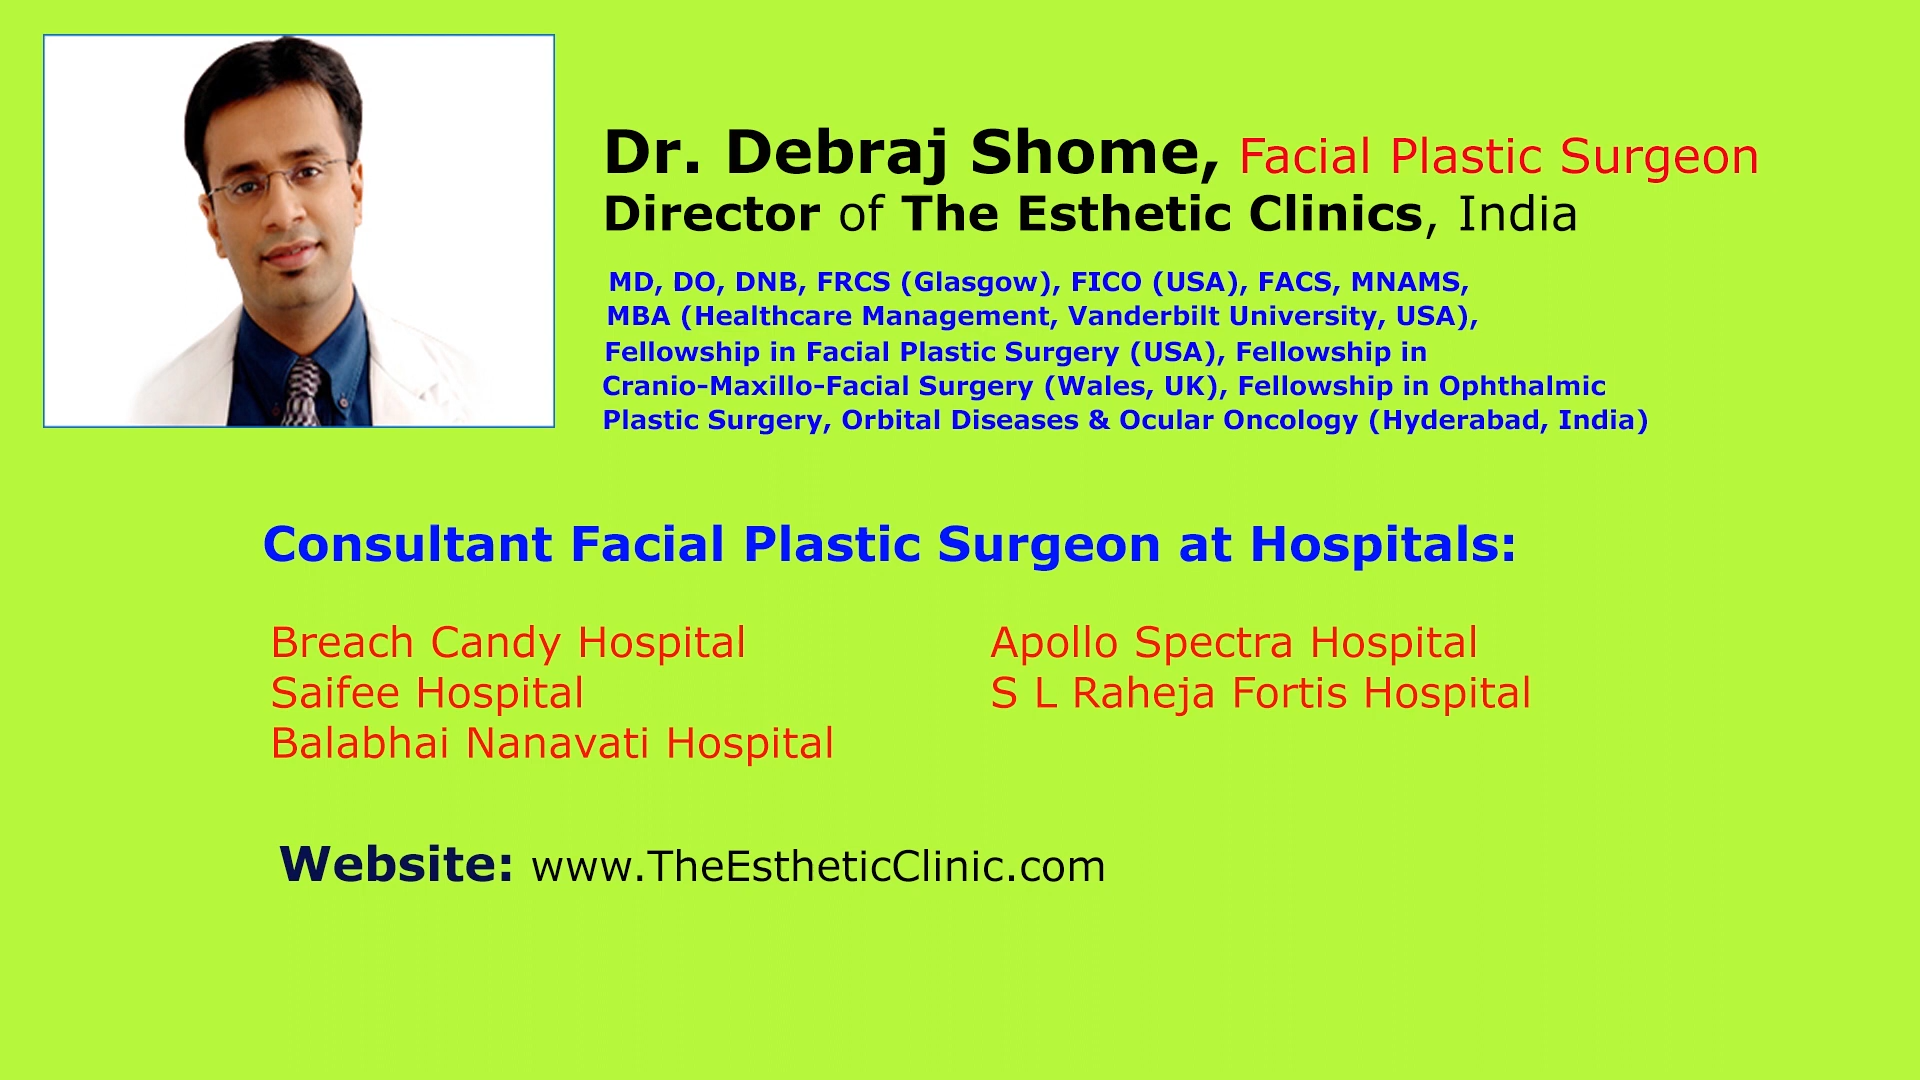 Dr. Debraj Shome, Facial Plastic Surgeon
Director of The Esthetic Clinics, India
MD, DO, DNB, FRCS (Glasgow), FICO (USA), FACS, MNAMS,
MBA (Healthcare Management, Vanderbilt University, USA),
Fellowship in Facial Plastic Surgery (USA), Fellowship in
Cranio-Maxillo-Facial Surgery (Wales, UK), Fellowship in Ophthalmic
Plastic Surgery, Orbital Diseases & Ocular Oncology (Hyderabad, India)
Consultant Facial Plastic Surgeon at Hospitals:
Breach Candy Hospital
Saifee Hospital
Balabhai Nanavati Hospital
Apollo Spectra Hospital
S L Raheja Fortis Hospital
Website: www.TheEstheticClinic.com